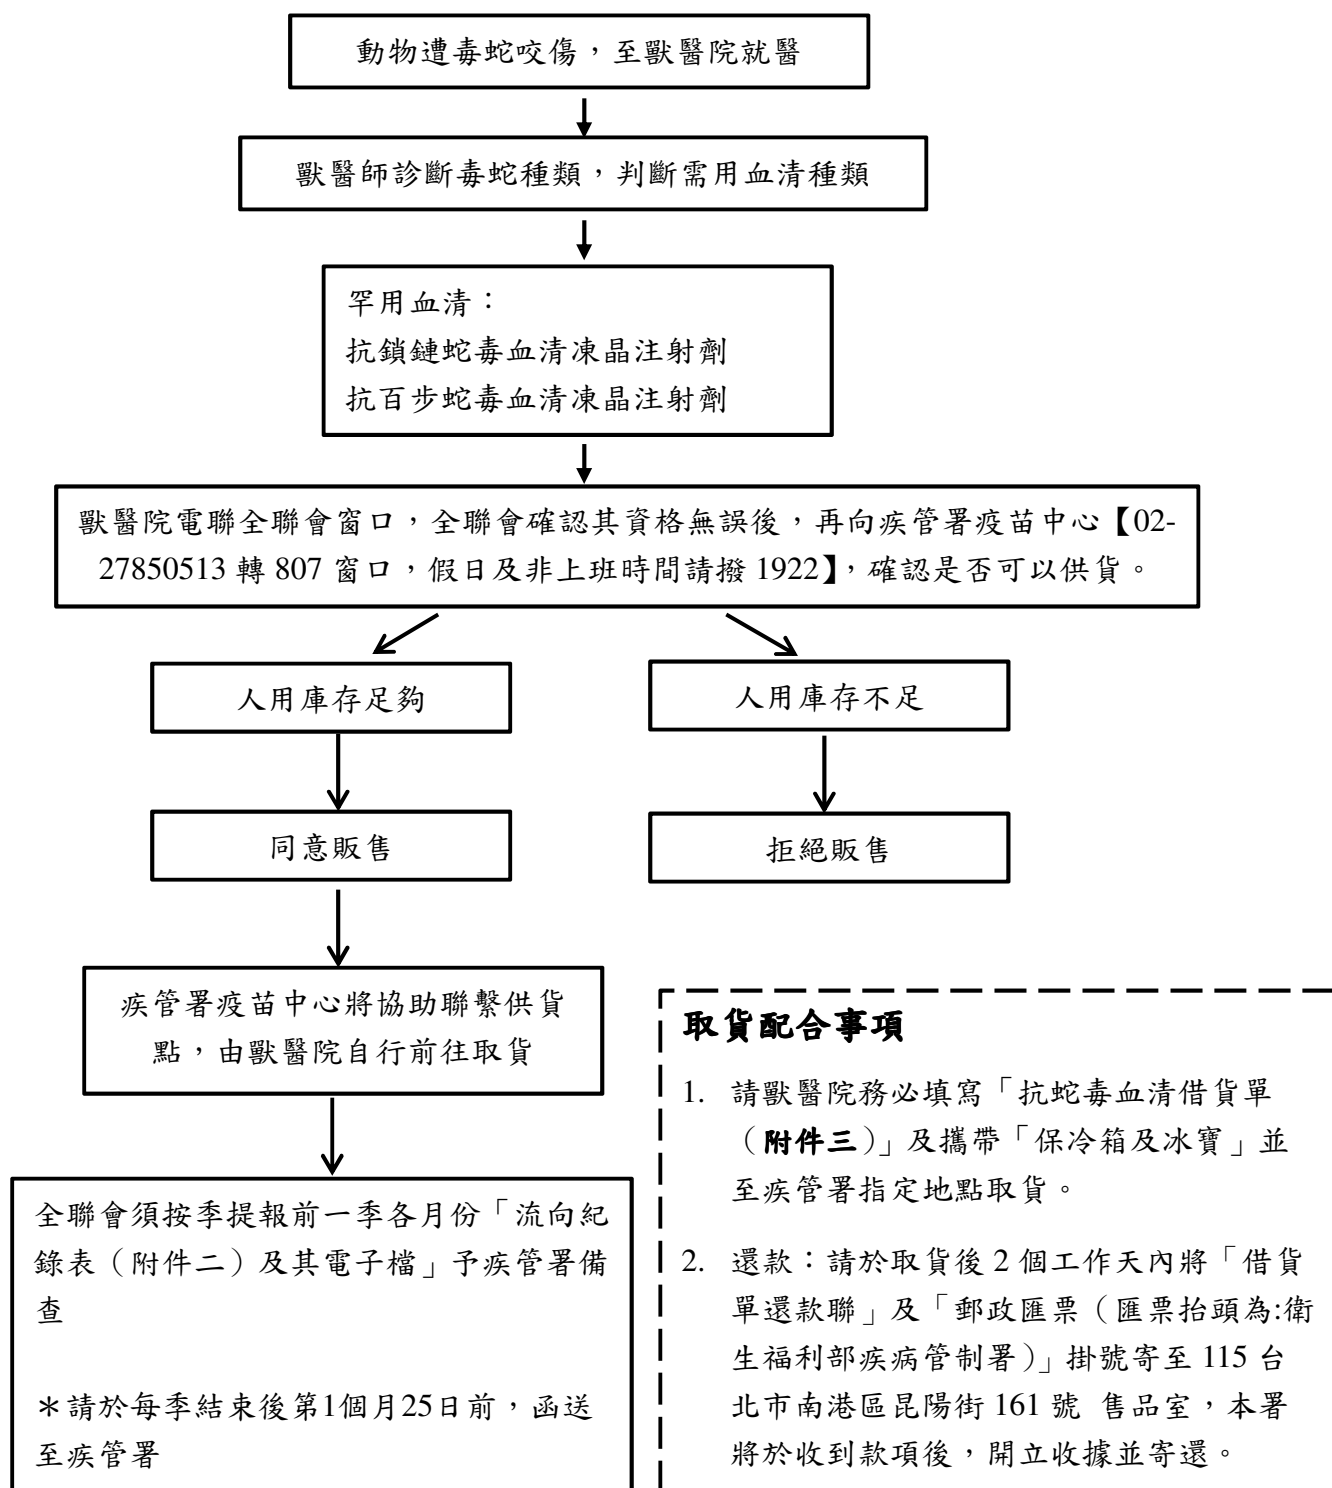 動物遭毒蛇咬傷，至獸醫院就醫
獸醫師診斷毒蛇種類，判斷需用血清種類
罕用血清：
抗鎖鏈蛇毒血清凍晶注射劑
抗百步蛇毒血清凍晶注射劑
獸醫院電聯全聯會窗口，全聯會確認其資格無誤後，再向疾管署疫苗中心【02-
27850513 轉 807 窗口，假日及非上班時間請撥 1922】，確認是否可以供貨。
人用庫存足夠
人用庫存不足
同意販售
拒絕販售
疾管署疫苗中心將協助聯繫供貨
點，由獸醫院自行前往取貨
全聯會須按季提報前一季各月份「流向紀
錄表（附件二）及其電子檔」予疾管署備
查
＊請於每季結束後第1個月25日前，函送
至疾管署
取貨配合事項
1. 請獸醫院務必填寫「抗蛇毒血清借貨單
（附件三）」及攜帶「保冷箱及冰寶」並
至疾管署指定地點取貨。
2. 還款：請於取貨後 2 個工作天內將「借貨
單還款聯」及「郵政匯票（匯票抬頭為:衛
生福利部疾病管制署）」掛號寄至 115 台
北市南港區昆陽街 161 號 售品室，本署
將於收到款項後，開立收據並寄還。